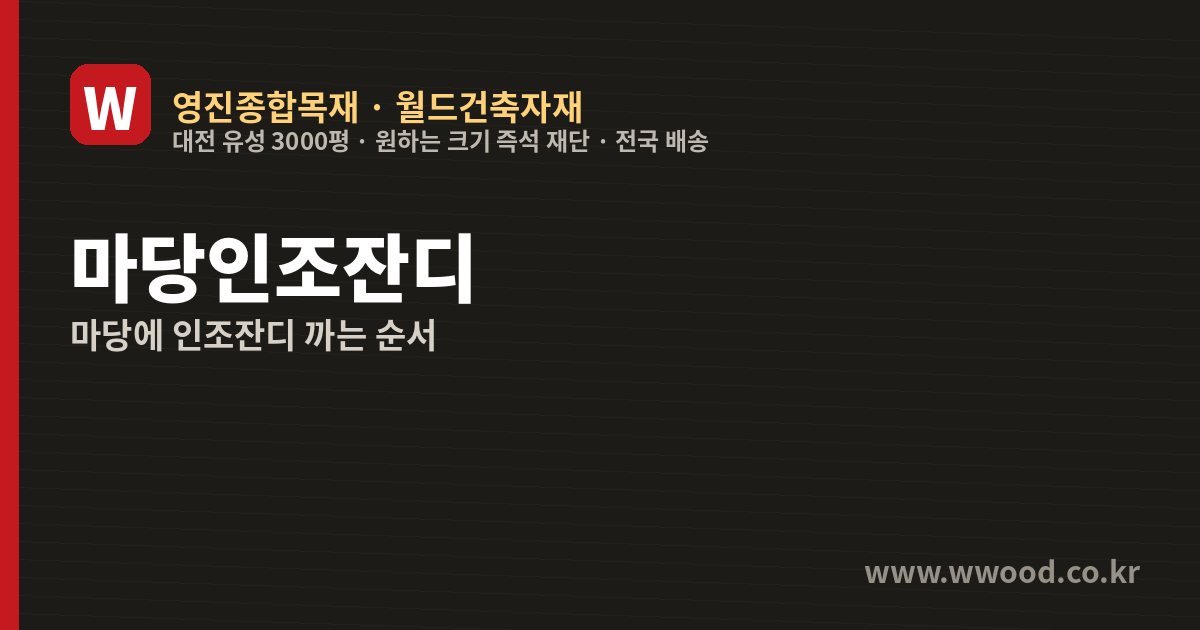 W
영진종합목재 · 월드건축자재
대전 유성 3000평 · 원하는 크기 즉석 재단 · 전국 배송
마당인조잔디
마당에 인조잔디 까는 순서
www.wwood.co.kr